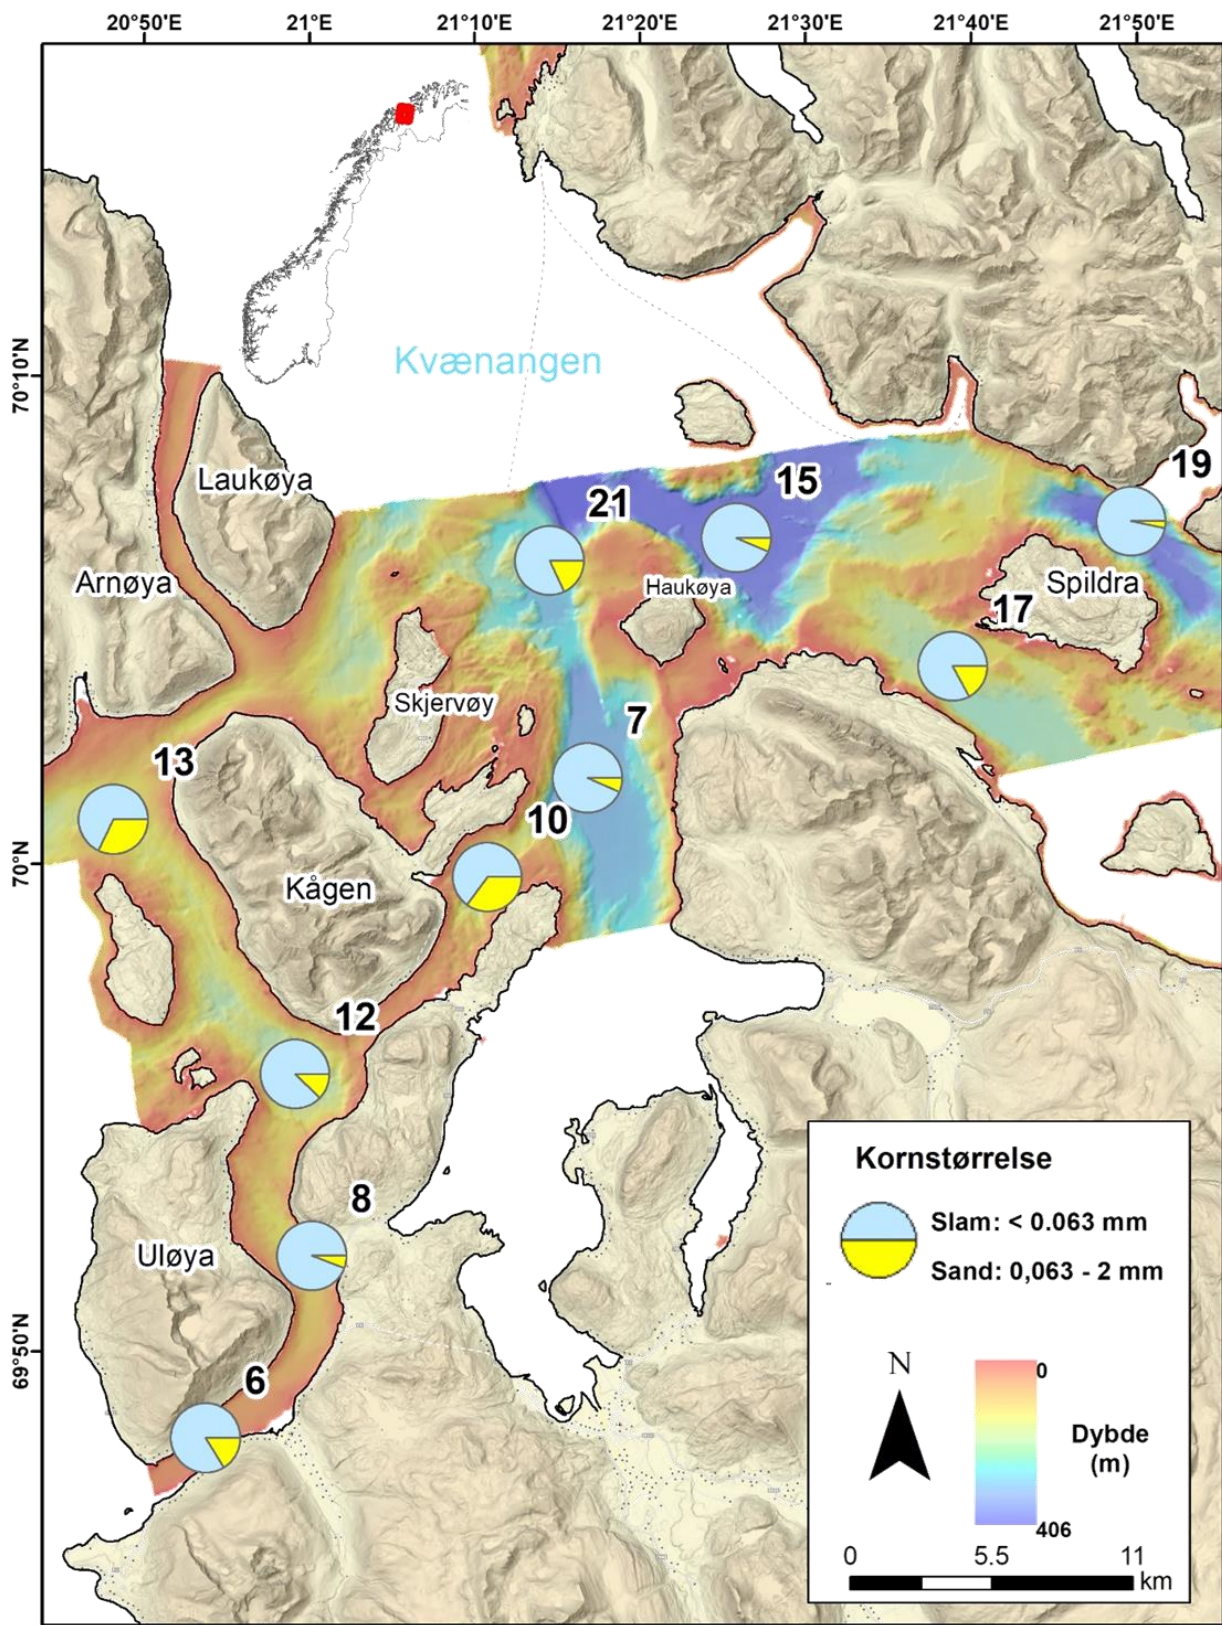 20°50'E 21°E 21°10'E 21°20'E 21°30'E 21°40'E 21°50'E
70°10'N
Kvænangen
Laukøya
19
15
21
Arnøya
Haukøya
Spildra
17
Skjervøy
7
13
10
70°N
Kågen
12
8
Uløya
69°50'N
6
Kornstørrelse
Slam: < 0.063 mm
Sand: 0,063 - 2 mm
N
0
Dybde
(m)
406
0 5.5 11
km